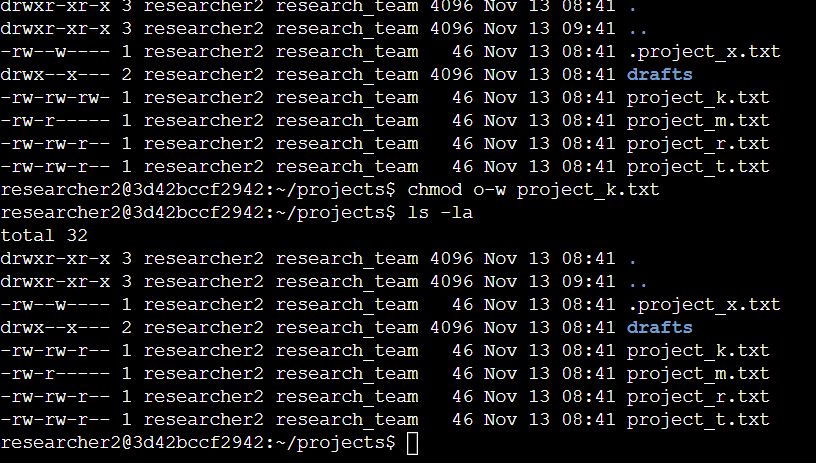 drwxr-xr-x 3 researcher2 research_team 4096 Nov 13 08:41 .
drwxr-xr-x 3 researcher2 research_team 4096 Nov 13 09:41 ..
-rw--w---- 1 researcher2 research_team   46 Nov 13 08:41 .project_x.txt
drwx--x--- 2 researcher2 research_team 4096 Nov 13 08:41 drafts
-rw-rw-rw- 1 researcher2 research_team   46 Nov 13 08:41 project_k.txt
-rw-r----- 1 researcher2 research_team   46 Nov 13 08:41 project_m.txt
-rw-rw-r-- 1 researcher2 research_team   46 Nov 13 08:41 project_r.txt
-rw-rw-r-- 1 researcher2 research_team   46 Nov 13 08:41 project_t.txt
researcher2@3d42bccf2942:~/projects$ chmod o-w project_k.txt
researcher2@3d42bccf2942:~/projects$ ls -la
total 32
drwxr-xr-x 3 researcher2 research_team 4096 Nov 13 08:41 .
drwxr-xr-x 3 researcher2 research_team 4096 Nov 13 09:41 ..
-rw--w---- 1 researcher2 research_team   46 Nov 13 08:41 .project_x.txt
drwx--x--- 2 researcher2 research_team 4096 Nov 13 08:41 drafts
-rw-rw-r-- 1 researcher2 research_team   46 Nov 13 08:41 project_k.txt
-rw-r----- 1 researcher2 research_team   46 Nov 13 08:41 project_m.txt
-rw-rw-r-- 1 researcher2 research_team   46 Nov 13 08:41 project_r.txt
-rw-rw-r-- 1 researcher2 research_team   46 Nov 13 08:41 project_t.txt
researcher2@3d42bccf2942:~/projects$